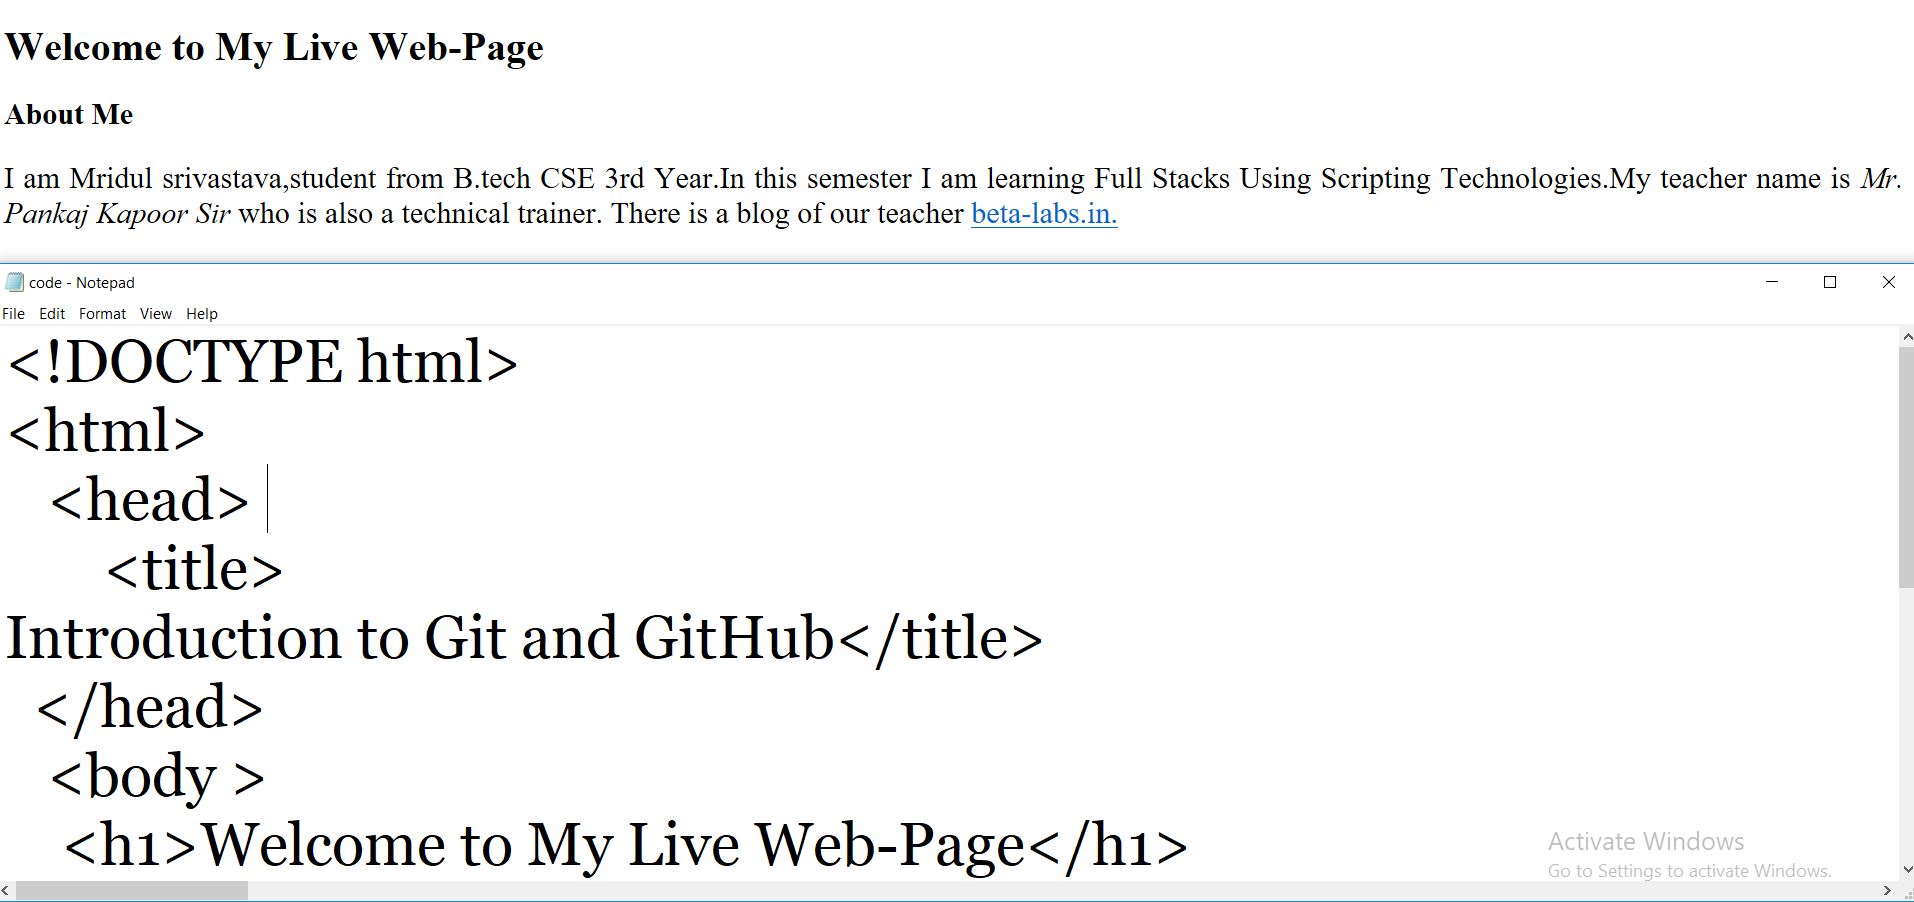 Welcome to My Live Web-Page
About Me
I am Mridul srivastava,student from B.tech CSE 3rd Year.In this semester I am learning Full Stacks Using Scripting Technologies.My teacher name is Mr.
Pankaj Kapoor Sir who is also a technical trainer. There is a blog of our teacher beta-labs.in.
code - Notepad
File Edit Format View Help
<!DOCTYPE html>
<html>
<head>
<title>
Introduction to Git and GitHub</title>
</head>
<body >
<h1>Welcome to My Live Web-Page</h1>
Activate Windows
Go to Settings to activate Windows.